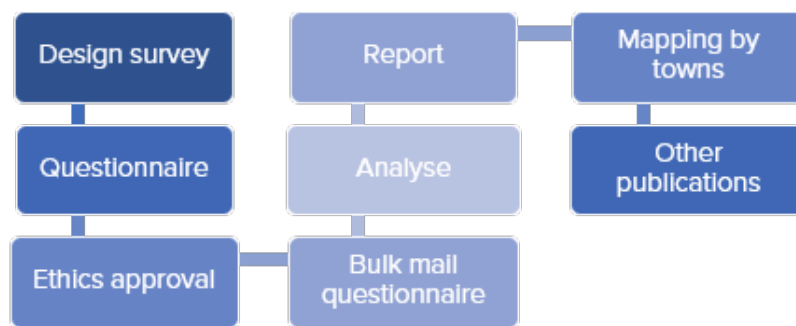 Design survey
Questionnaire
Ethics approval
Bulk mail
questionnaire
Analyse
Report
Mapping by
towns
Other
publications